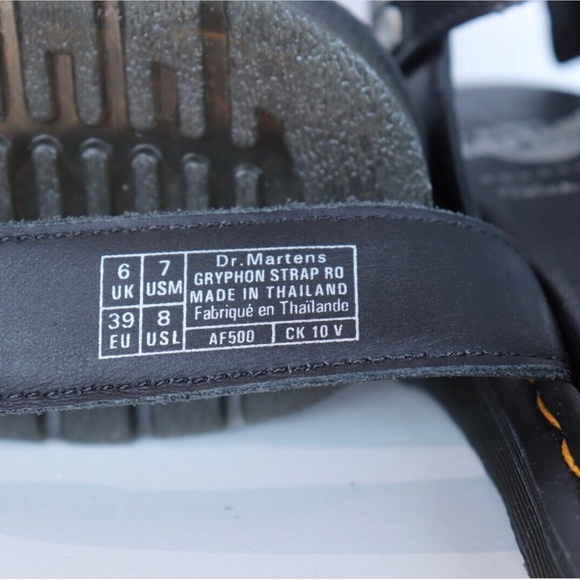 6 UK
7 USM
39 EU
8 USL
Dr.Martens
GRYPHON STRAP RO
MADE IN THAILAND
Fabriqué en Thaïlande
AF500
CK 10 V